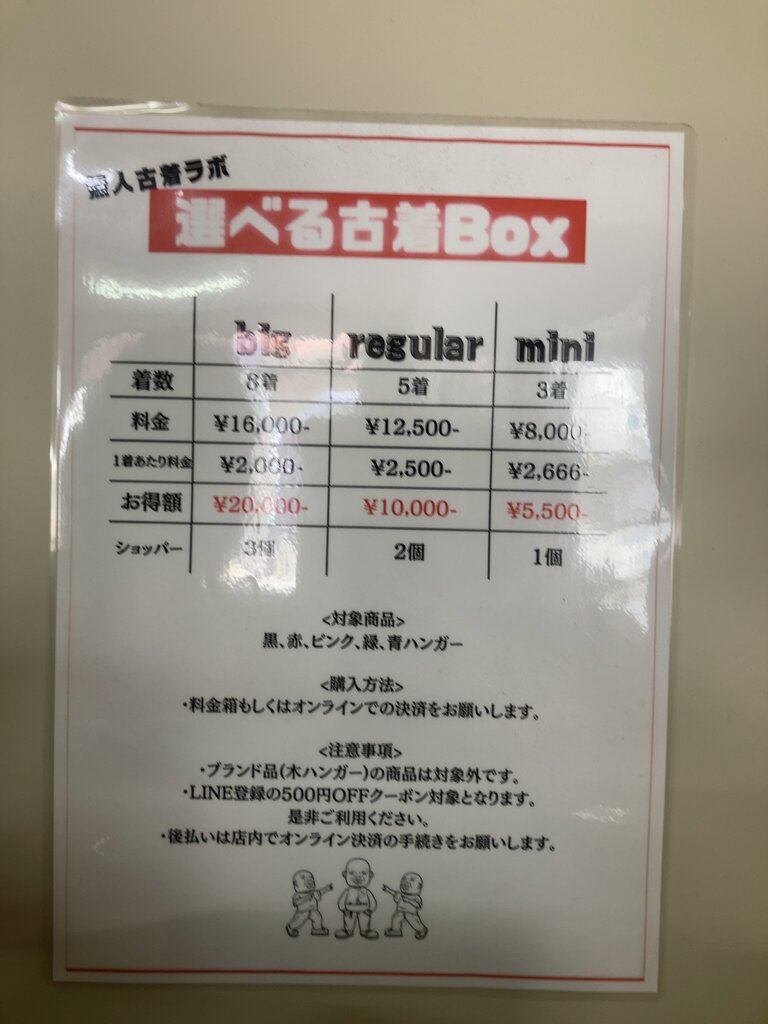 無人古着ラボ
選べる古着Box
big regular mini
着数 8着 5着 3着
料金 ¥16,000- ¥12,500- ¥8,000-
1着あたり料金 ¥2,000- ¥2,500- ¥2,666-
お得額 ¥20,000- ¥10,000- ¥5,500-
ショッパー 3個 2個 1個
<対象商品>
黒、赤、ピンク、緑、青ハンガー
<購入方法>
・料金箱もしくはオンラインでの決済をお願いします。
<注意事項>
・ブランド品(木ハンガー)の商品は対象外です。
・LINE登録の500円OFFクーポン対象となります。
是非ご利用ください。
・後払いは店内でオンライン決済の手続きをお願いします。